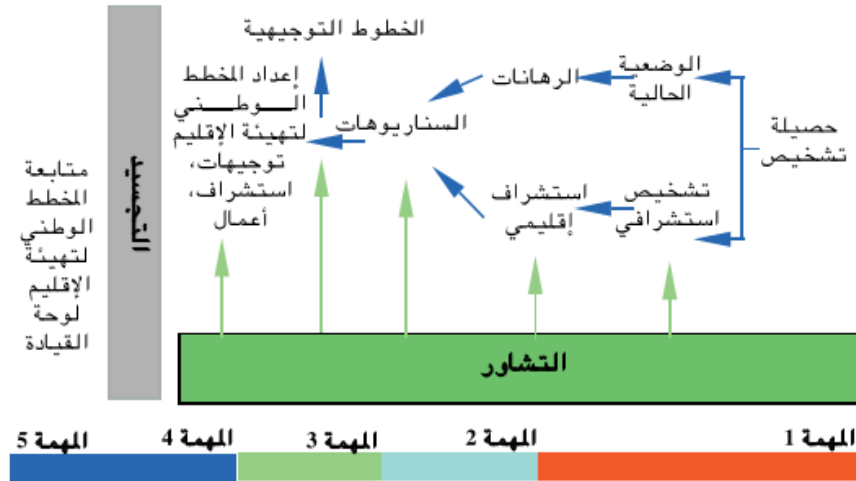 حصيلة
تشخيص
الوضعية
الحالية
الرهانات
تشخيص
استشرافي
استشراف
إقليمي
السناريوهات
الخطوط التوجيهية
إعداد المخطط
الـــوطـــنــي
لتهيئة الإقليم
توجيهات،
استشراف،
أعمال
التجسيد
متابعة
المخطط
الوطني
لتهيئة
الإقليم
لوحة
القيادة
التشاور
المهمة 1
المهمة 2
المهمة 3
المهمة 4
المهمة 5